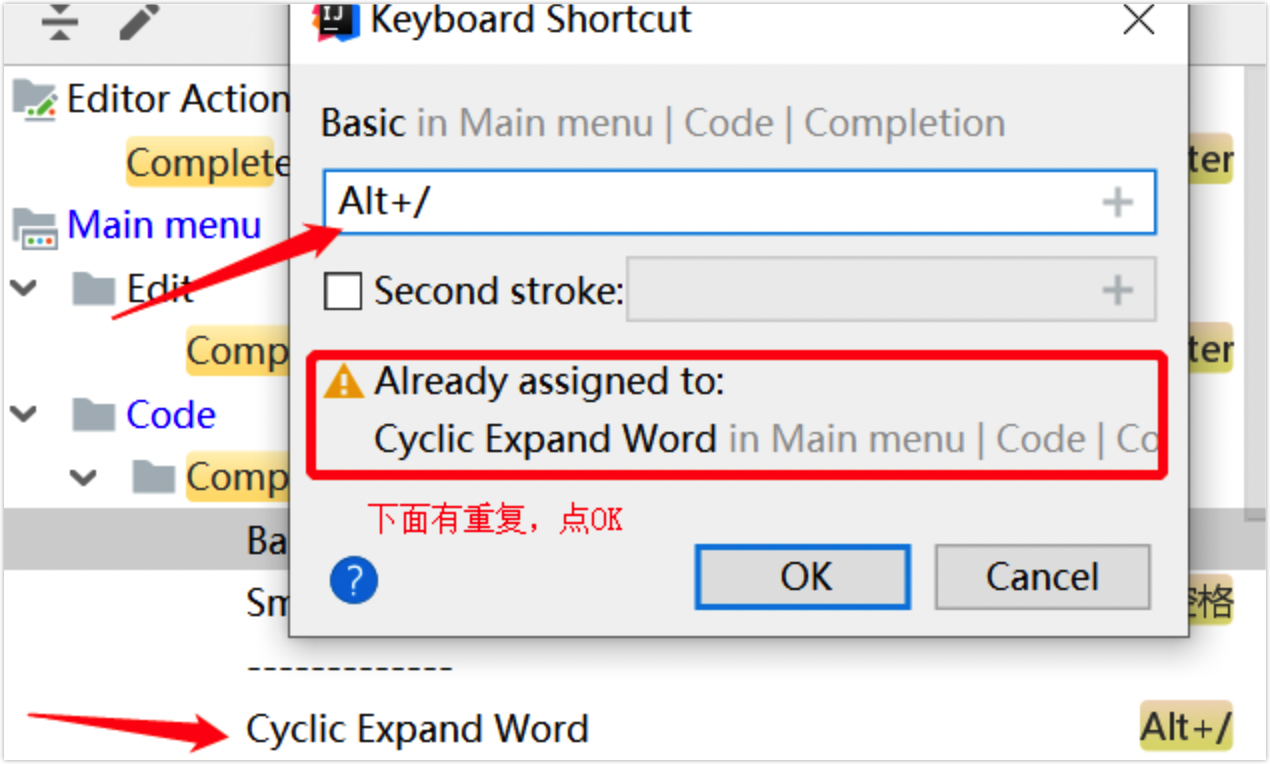 Keyboard Shortcut
Editor Action
Basic in Main menu | Code | Completion
Complete
ter
Alt+/
Main menu
Edit
Second stroke:
Comp
ter
Already assigned to:
Code
Cyclic Expand Word in Main menu | Code | Co
Comp
下面有重复，点OK
Ba
?
OK
Cancel
Sm
空格
-------------
Cyclic Expand Word
Alt+/